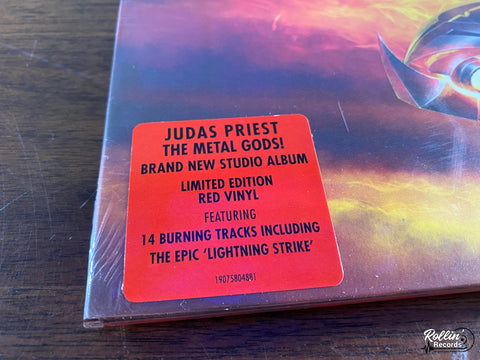 JUDAS PRIEST
THE METAL GODS!
BRAND NEW STUDIO ALBUM
LIMITED EDITION
RED VINYL
FEATURING
14 BURNING TRACKS INCLUDING
THE EPIC 'LIGHTNING STRIKE'
19075804881
Rollin'
Records